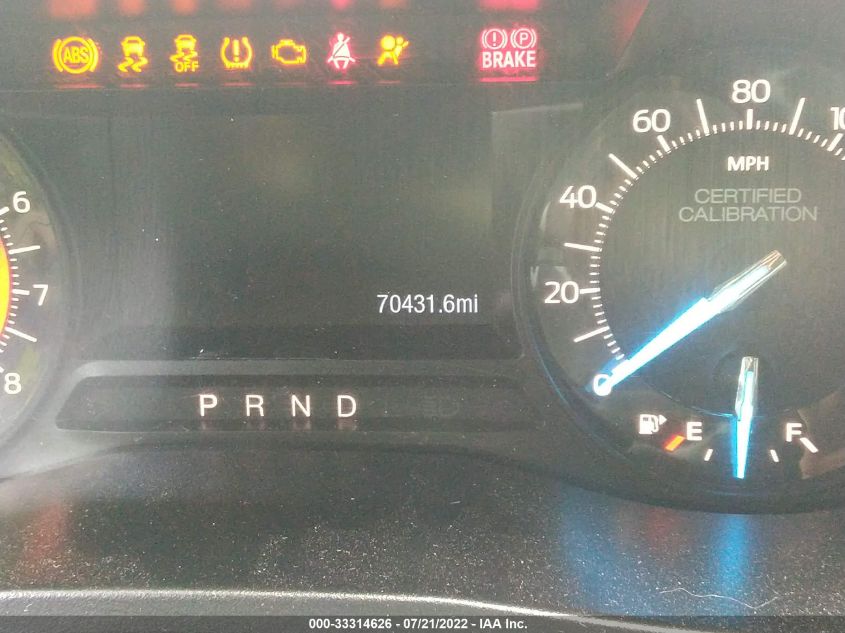 ABS OFF BRAKE
60 80
MPH
CERTIFIED
CALIBRATION
40
6
20
7
70431.6mi
8
0
P R N D
E F
000-33314626 - 07/21/2022 - IAA Inc.